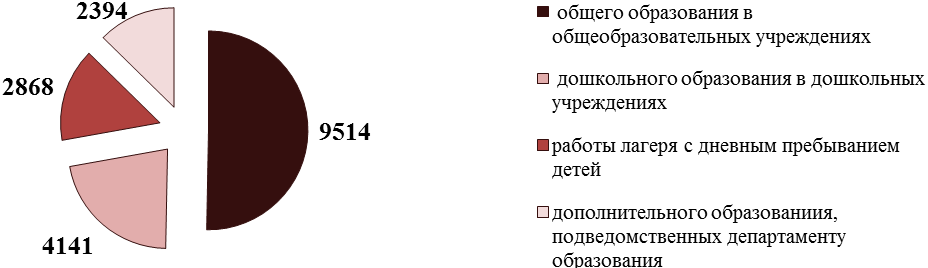 2394
2868
9514
4141
общего образования в
общеобразовательных учреждениях
дошкольного образования в дошкольных
учреждениях
работы лагеря с дневным пребыванием
детей
дополнительного образованиия,
подведомственных департаменту
образования